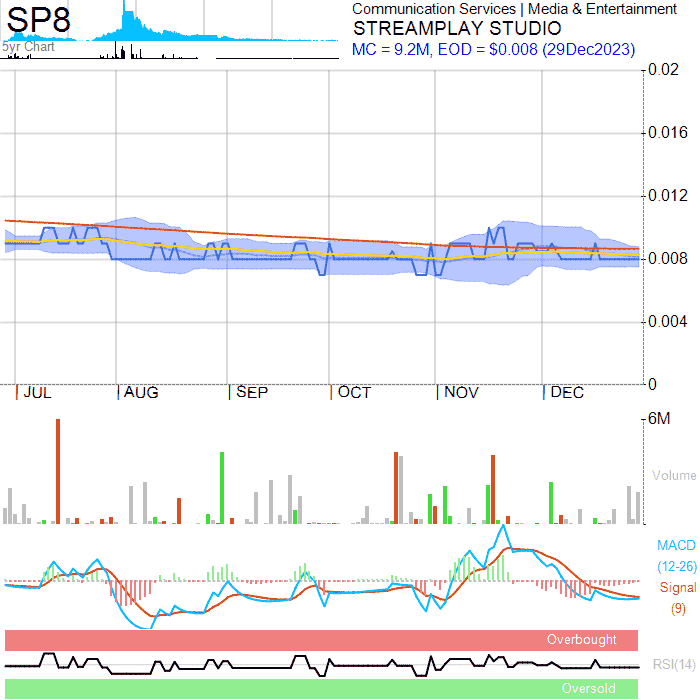 SP8
5yr Chart
Communication Services | Media & Entertainment
STREAMPLAY STUDIO
MC = 9.2M, EOD = $0.008 (29Dec2023)
0.02
0.016
0.012
0.008
0.004
0
JUL AUG SEP OCT NOV DEC
6M
Volume
MACD
(12-26)
Signal
(9)
Overbought
RSI(14)
Oversold